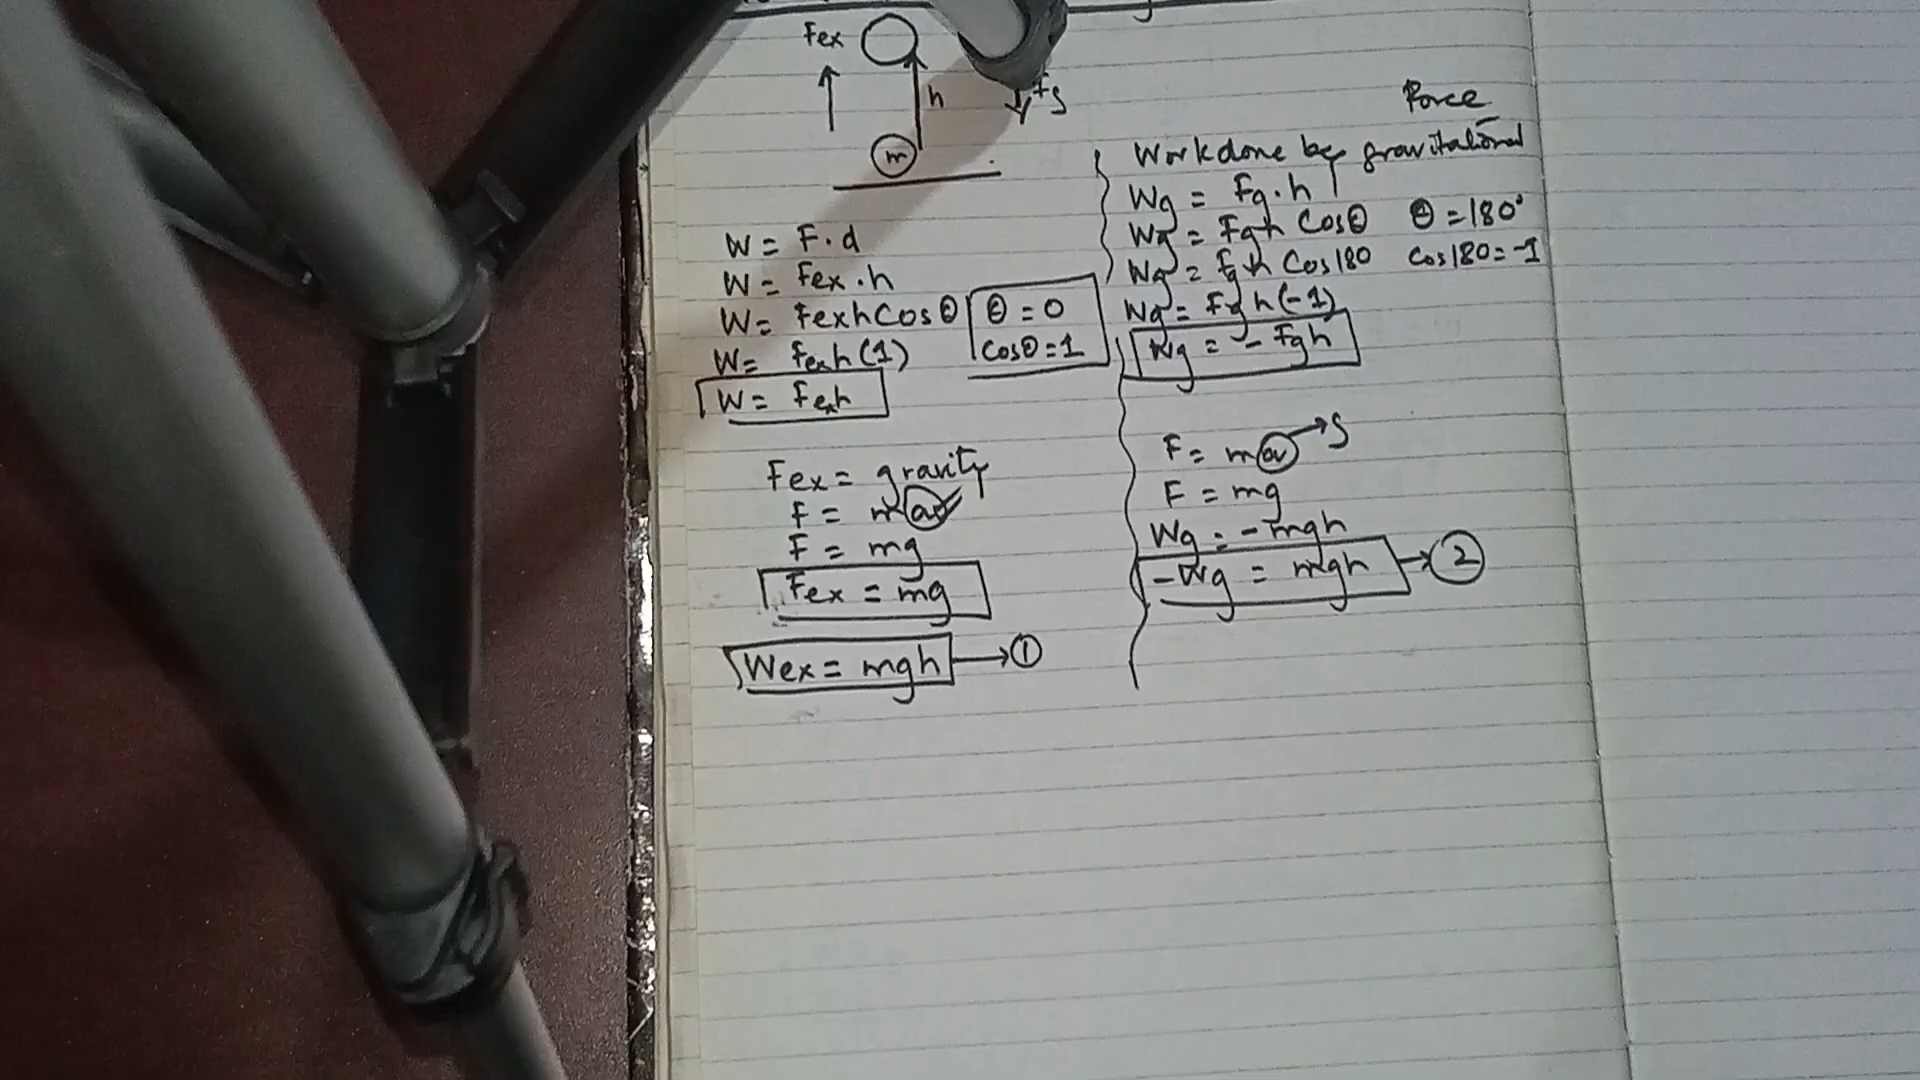 Fex
h
fg
m
W = F.d
W = Fex.h
W = Fexhcosθ
θ = 0
cosθ = 1
W = fexh(1)
W = fexh
Fex = gravity
F = ma
F = mg
Fex = mg
Wex = mgh → 1
Force
Workdone by gravitational
Wg = Fg.h
Wg = Fgh Cosθ θ = 180°
Wg = fgh Cos180 cos180 = -1
Wg = Fgh(-1)
Wg = - fgh
F = ma → g
F = mg
Wg = - mgh
-Wg = mgh → 2